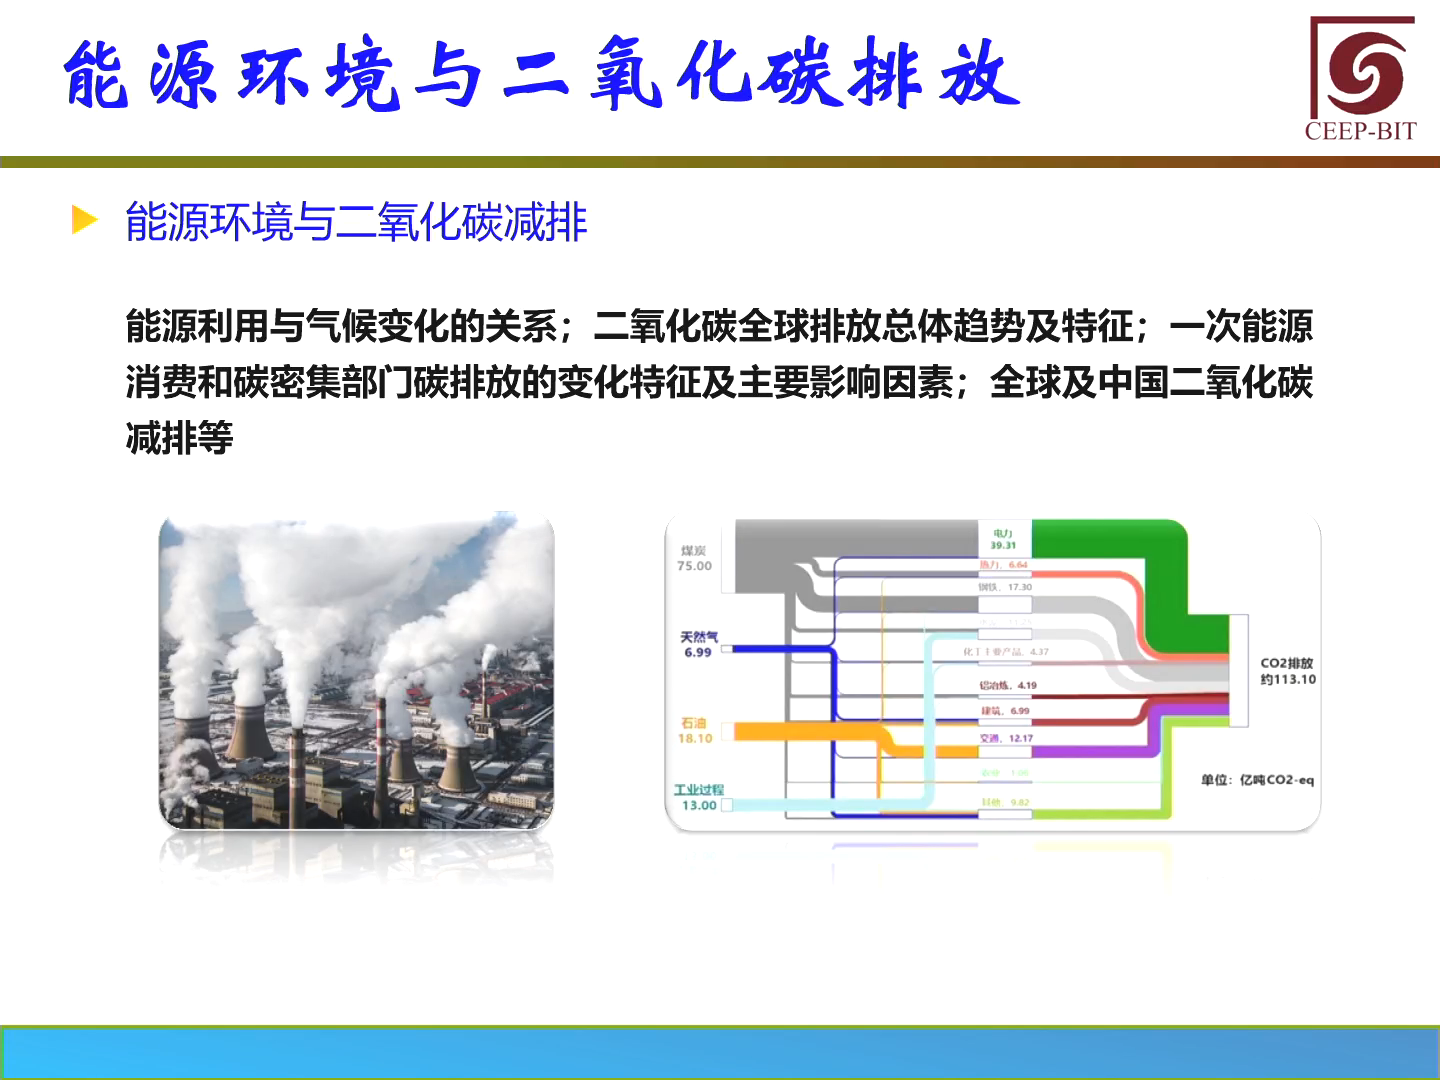 能源环境与二氧化碳排放
CEEP-BIT
能源环境与二氧化碳减排
能源利用与气候变化的关系；二氧化碳全球排放总体趋势及特征；一次能源
消费和碳密集部门碳排放的变化特征及主要影响因素；全球及中国二氧化碳
减排等
煤炭
75.00
天然气
6.99
石油
18.10
工业过程
13.00
电力
39.31
热力，6.64
钢铁，17.30
化工主要产品，4.37
铝冶炼，4.19
建筑，6.99
交通，12.17
其他，9.82
CO2排放
约113.10
单位：亿吨CO2-eq